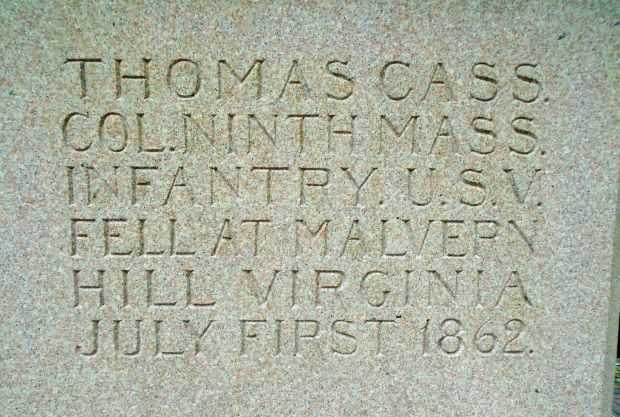 THOMAS CASS.
COL. NINTH MASS.
INFANTRY. U.S.V.
FELL AT MALVERN
HILL VIRGINIA
JULY FIRST 1862.